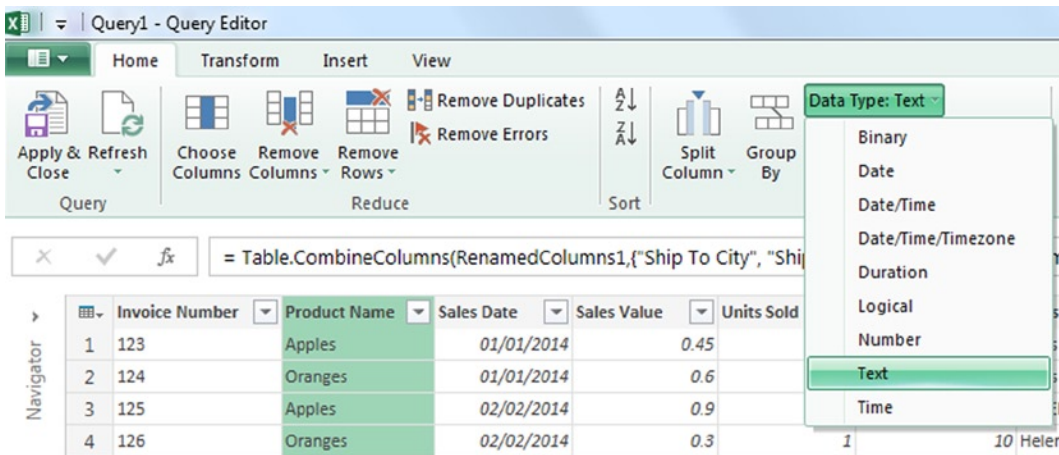 Query1 - Query Editor
Home Transform Insert View
Apply & Close
Refresh
Query
Choose Columns
Remove Columns
Remove Rows
Remove Duplicates
Remove Errors
Reduce
Sort
Split Column
Group By
Data Type: Text
Binary
Date
Date/Time
Date/Time/Timezone
Duration
Logical
Number
Text
Time
fx = Table.CombineColumns(RenamedColumns1,{"Ship To City", "Ship
Navigator
Invoice Number Product Name Sales Date Sales Value Units Sold
1 123 Apples 01/01/2014 0.45
2 124 Oranges 01/01/2014 0.6
3 125 Apples 02/02/2014 0.9
4 126 Oranges 02/02/2014 0.3 1 10 Helen